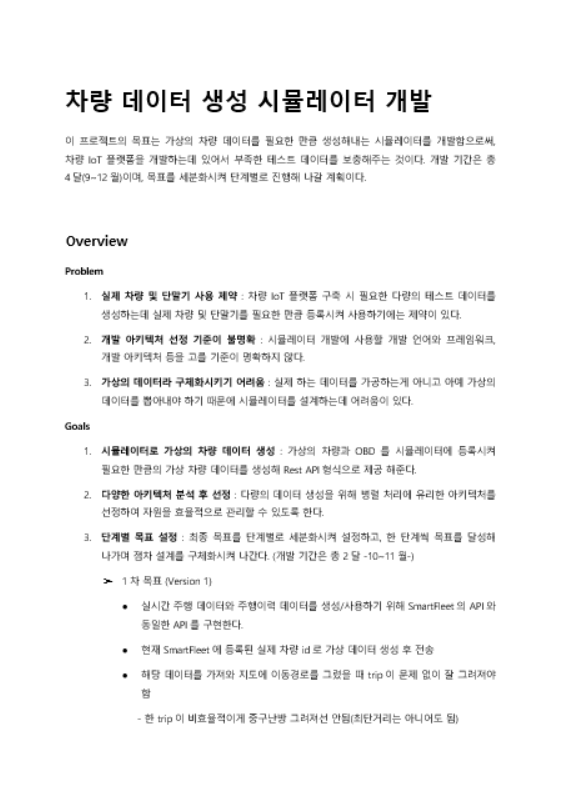 차량 데이터 생성 시뮬레이터 개발
이 프로젝트의 목표는 가상의 차량 데이터를 필요한 만큼 생성해내는 시뮬레이터를 개발함으로써,
차량 IoT 플랫폼을 개발하는데 있어서 부족한 테스트 데이터를 보충해주는 것이다. 개발 기간은 총
4 달(9~12 월)이며, 목표를 세분화시켜 단계별로 진행해 나갈 계획이다.
Overview
Problem
1. 실제 차량 및 단말기 사용 제약 : 차량 IoT 플랫폼 구축 시 필요한 다량의 테스트 데이터를
생성하는데 실제 차량 및 단말기를 필요한 만큼 등록시켜 사용하기에는 제약이 있다.
2. 개발 아키텍처 선정 기준이 불명확 : 시뮬레이터 개발에 사용할 개발 언어와 프레임워크,
개발 아키텍처 등을 고를 기준이 명확하지 않다.
3. 가상의 데이터라 구체화시키기 어려움 : 실제 하는 데이터를 가공하는게 아니고 아예 가상의
데이터를 뽑아내야 하기 때문에 시뮬레이터를 설계하는데 어려움이 있다.
Goals
1. 시뮬레이터로 가상의 차량 데이터 생성 : 가상의 차량과 OBD 를 시뮬레이터에 등록시켜
필요한 만큼의 가상 차량 데이터를 생성해 Rest API 형식으로 제공 해준다.
2. 다양한 아키텍처 분석 후 선정 : 다량의 데이터 생성을 위해 병렬 처리에 유리한 아키텍처를
선정하여 자원을 효율적으로 관리할 수 있도록 한다.
3. 단계별 목표 설정 : 최종 목표를 단계별로 세분화시켜 설정하고, 한 단계씩 목표를 달성해
나가며 점차 설계를 구체화시켜 나간다. (개발 기간은 총 2 달 -10~11 월-)
➢ 1 차 목표 (Version 1)
● 실시간 주행 데이터와 주행이력 데이터를 생성/사용하기 위해 SmartFleet 의 API 와
동일한 API 를 구현한다.
● 현재 SmartFleet 에 등록된 실제 차량 id 로 가상 데이터 생성 후 전송
● 해당 데이터를 가져와 지도에 이동경로를 그렸을 때 trip 이 문제 없이 잘 그려져야
함
- 한 trip 이 비효율적이게 중구난방 그려져선 안됨(최단거리는 아니어도 됨)